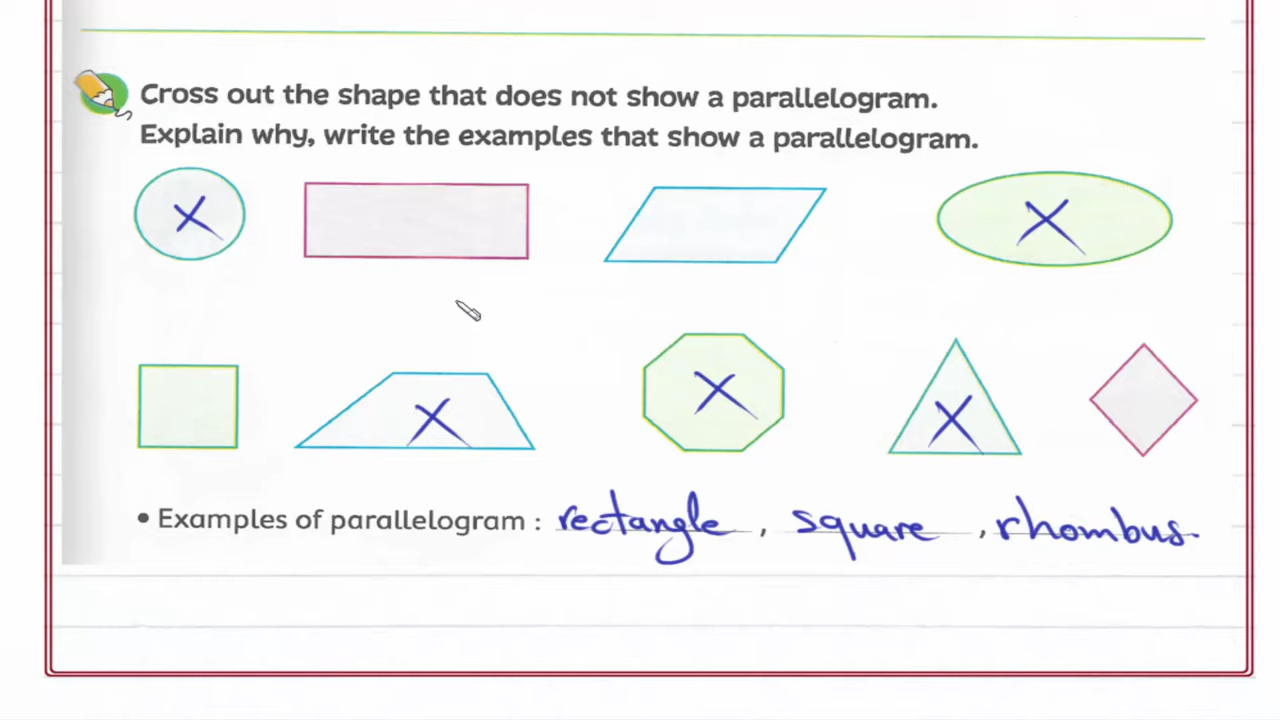 Cross out the shape that does not show a parallelogram.
Explain why, write the examples that show a parallelogram.
• Examples of parallelogram : rectangle , square , rhombus.